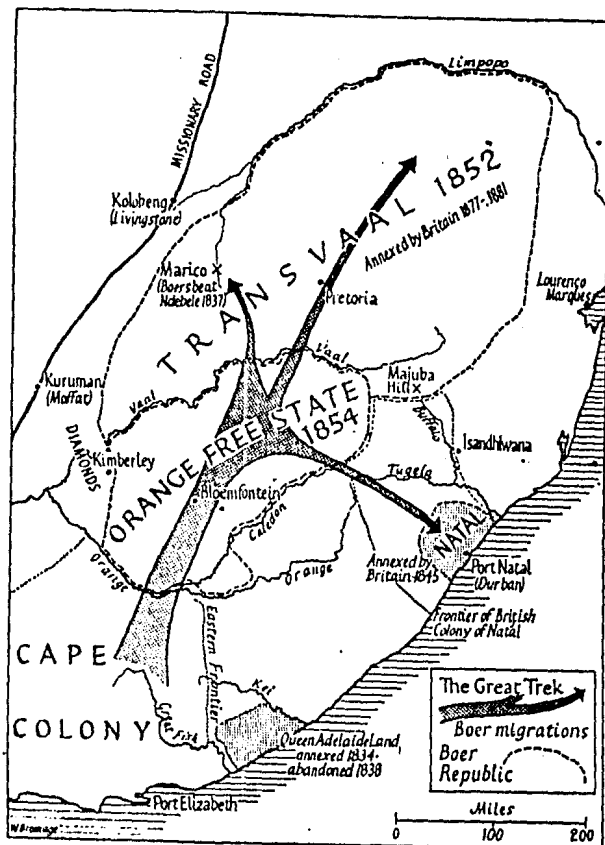 Limpopo
MISSIONARY ROAD
Kolobeng
(Livingstone)
TRANSVAAL 1852
Annexed by Britain 1877-1881
Marico
(Boers beat
Ndebele 1837)
Pretoria
Lourenço
Marques
Vaal
Majuba
Hill
Kuruman
(Moffat)
Vaal
Buffalo
ORANGE FREE STATE
1854
Isandhlwana
DIAMONDS
Kimberley
Tugela
Bloemfontein
Caledon
NATAL
Orange
Orange
Annexed by
Britain 1845
Port Natal
(Durban)
Frontier of British
Colony of Natal
Eastern Frontier
CAPE
COLONY
Kei
Great Fish
Queen Adelaide Land,
annexed 1834-
abandoned 1838
Port Elizabeth
The Great Trek
Boer migrations
Boer
Republic
Miles
0 100 200
W.Bromage